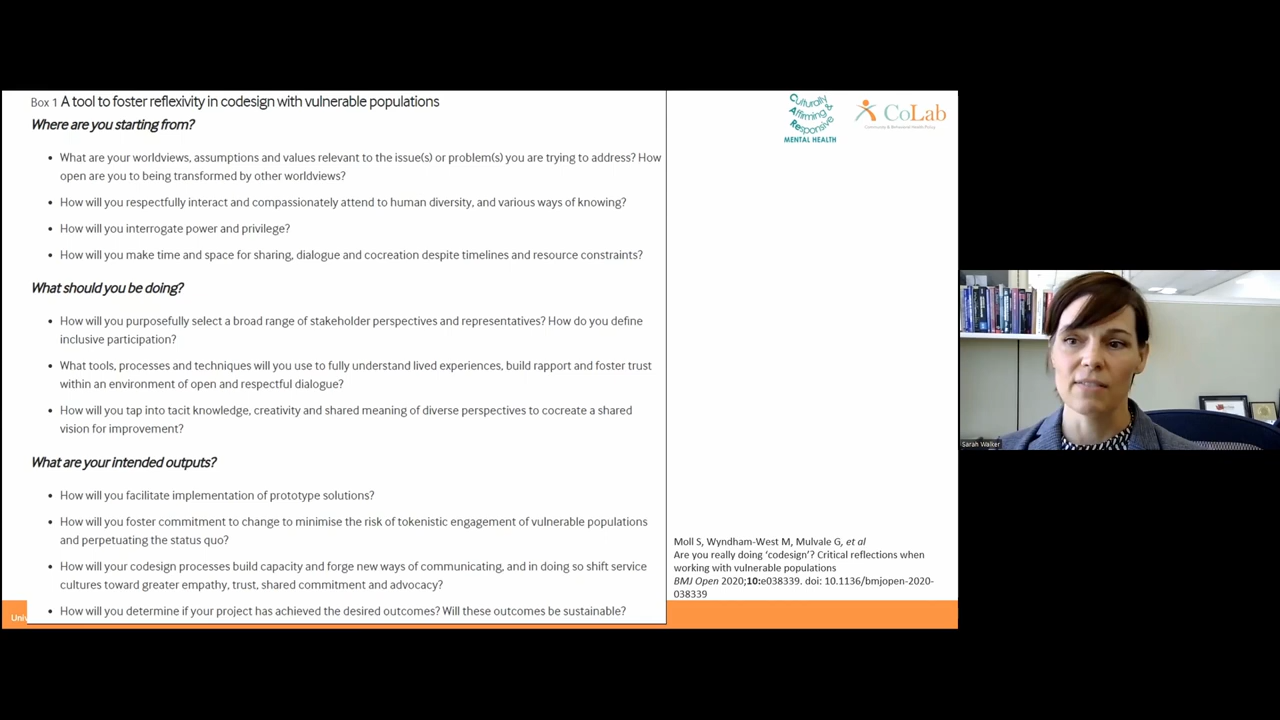 Box 1 A tool to foster reflexivity in codesign with vulnerable populations
Where are you starting from?
• What are your worldviews, assumptions and values relevant to the issue(s) or problem(s) you are trying to address? How
open are you to being transformed by other worldviews?
• How will you respectfully interact and compassionately attend to human diversity, and various ways of knowing?
• How will you interrogate power and privilege?
• How will you make time and space for sharing, dialogue and cocreation despite timelines and resource constraints?
What should you be doing?
• How will you purposefully select a broad range of stakeholder perspectives and representatives? How do you define
inclusive participation?
• What tools, processes and techniques will you use to fully understand lived experiences, build rapport and foster trust
within an environment of open and respectful dialogue?
• How will you tap into tacit knowledge, creativity and shared meaning of diverse perspectives to cocreate a shared
vision for improvement?
What are your intended outputs?
• How will you facilitate implementation of prototype solutions?
• How will you foster commitment to change to minimise the risk of tokenistic engagement of vulnerable populations
and perpetuating the status quo?
• How will your codesign processes build capacity and forge new ways of communicating, and in doing so shift service
cultures toward greater empathy, trust, shared commitment and advocacy?
• How will you determine if your project has achieved the desired outcomes? Will these outcomes be sustainable?
Culturally
Affirming &
Responsive
MENTAL HEALTH
CoLab
Community & Behavioral Health Policy
Moll S, Wyndham-West M, Mulvale G, et al
Are you really doing ‘codesign’? Critical reflections when
working with vulnerable populations
BMJ Open 2020;10:e038339. doi: 10.1136/bmjopen-2020-
038339
Univ
Sarah Walker